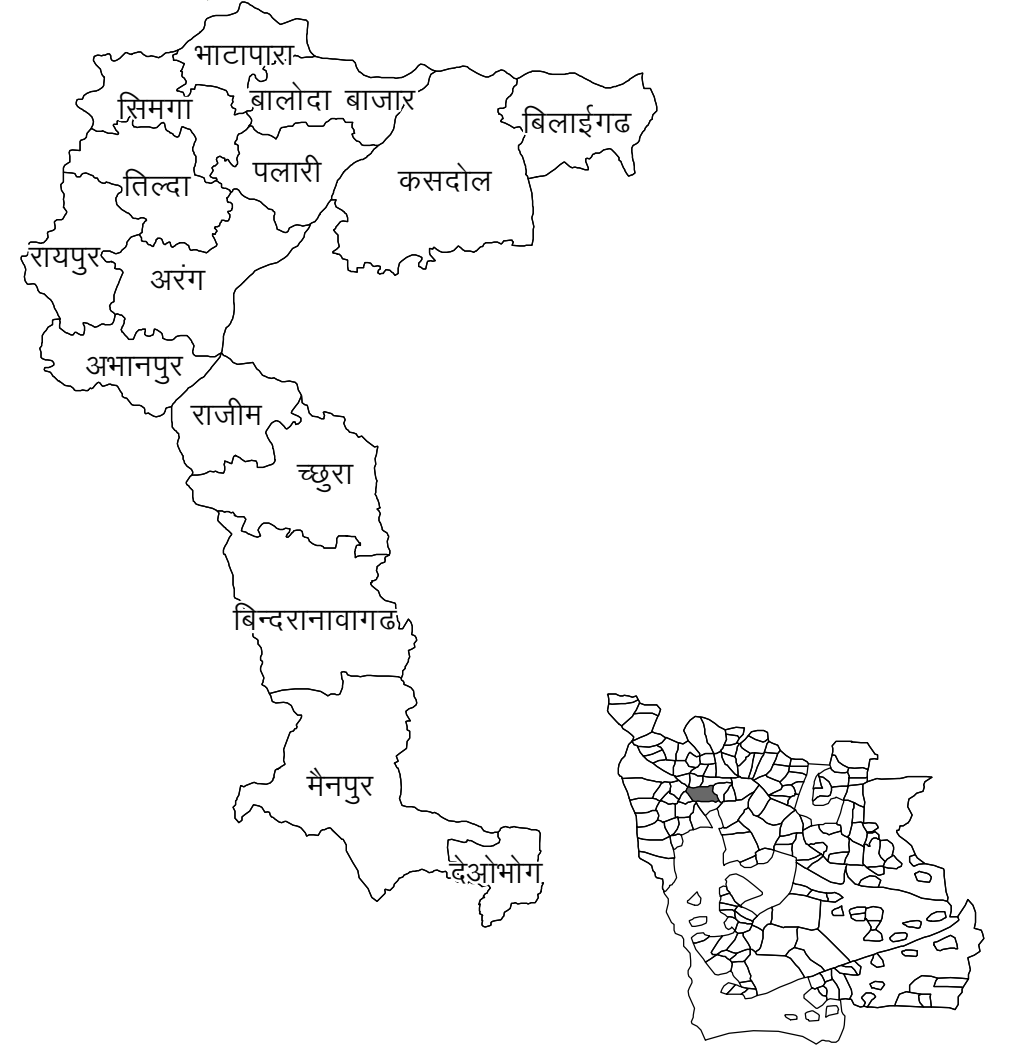 भाटापारा
बालोदा बाजार
सिमगा
बिलाईगढ
पलारी
कसदोल
तिल्दा
रायपुर
अरंग
अभानपुर
राजीम
च्छुरा
बिन्दरानावागढ
मैनपुर
देओभोग